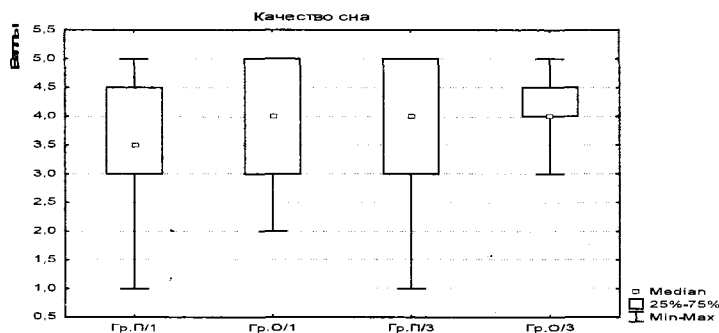 Качество сна
Баллы
5,5
5,0
4,5
4,0
3,5
3,0
2,5
2,0
1,5
1,0
0,5
Гр.П/1 Гр.О/1 Гр.П/3 Гр.О/3
Median
25%-75%
Min-Max